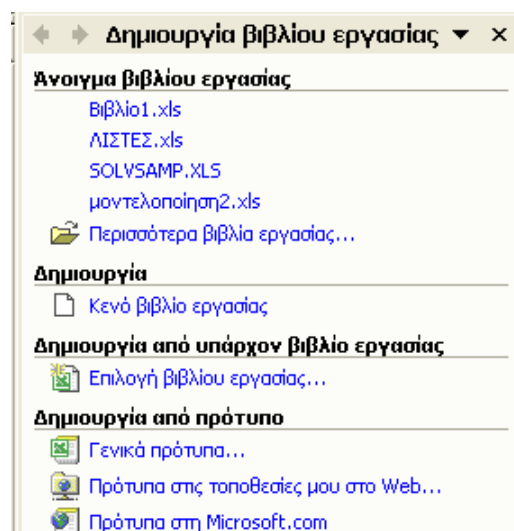 Δημιουργία βιβλίου εργασίας
Άνοιγμα βιβλίου εργασίας
Βιβλίο1.xls
ΛΙΣΤΕΣ.xls
SOLVSAMP.XLS
μοντελοποίηση2.xls
Περισσότερα βιβλία εργασίας...
Δημιουργία
Κενό βιβλίο εργασίας
Δημιουργία από υπάρχον βιβλίο εργασίας
Επιλογή βιβλίου εργασίας...
Δημιουργία από πρότυπο
Γενικά πρότυπα...
Πρότυπα στις τοποθεσίες μου στο Web...
Πρότυπα στη Microsoft.com